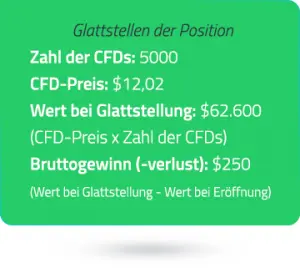 Glattstellen der Position
Zahl der CFDs: 5000
CFD-Preis: $12,02
Wert bei Glattstellung: $62.600
(CFD-Preis x Zahl der CFDs)
Bruttogewinn (-verlust): $250
(Wert bei Glattstellung - Wert bei Eröffnung)